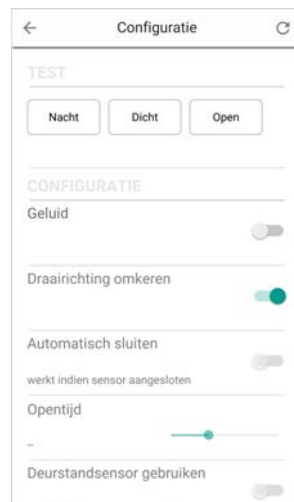 Configuratie
TEST
Nacht Dicht Open
CONFIGURATIE
Geluid
Draairichting omkeren
Automatisch sluiten
werkt indien sensor aangesloten
Opentijd
–
Deurstandsensor gebruiken